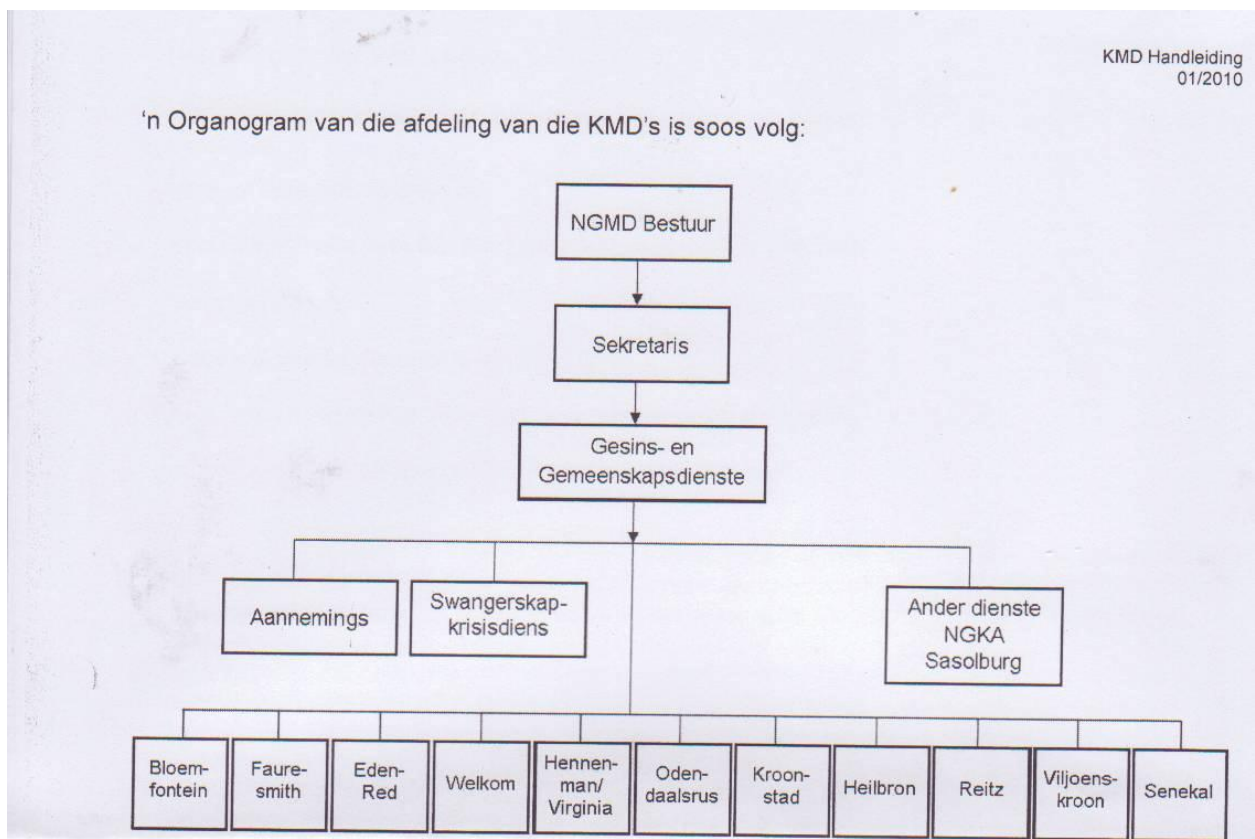 KMD Handleiding
01/2010
'n Organogram van die afdeling van die KMD's is soos volg:
NGMD Bestuur
Sekretaris
Gesins- en
Gemeenskapsdienste
Aannemings
Swangerskap-
krisisdiens
Ander dienste
NGKA
Sasolburg
Bloem-
fontein
Faure-
smith
Eden-
Red
Welkom
Hennen-
man/
Virginia
Oden-
daalsrus
Kroon-
stad
Heilbron
Reitz
Viljoens-
kroon
Senekal